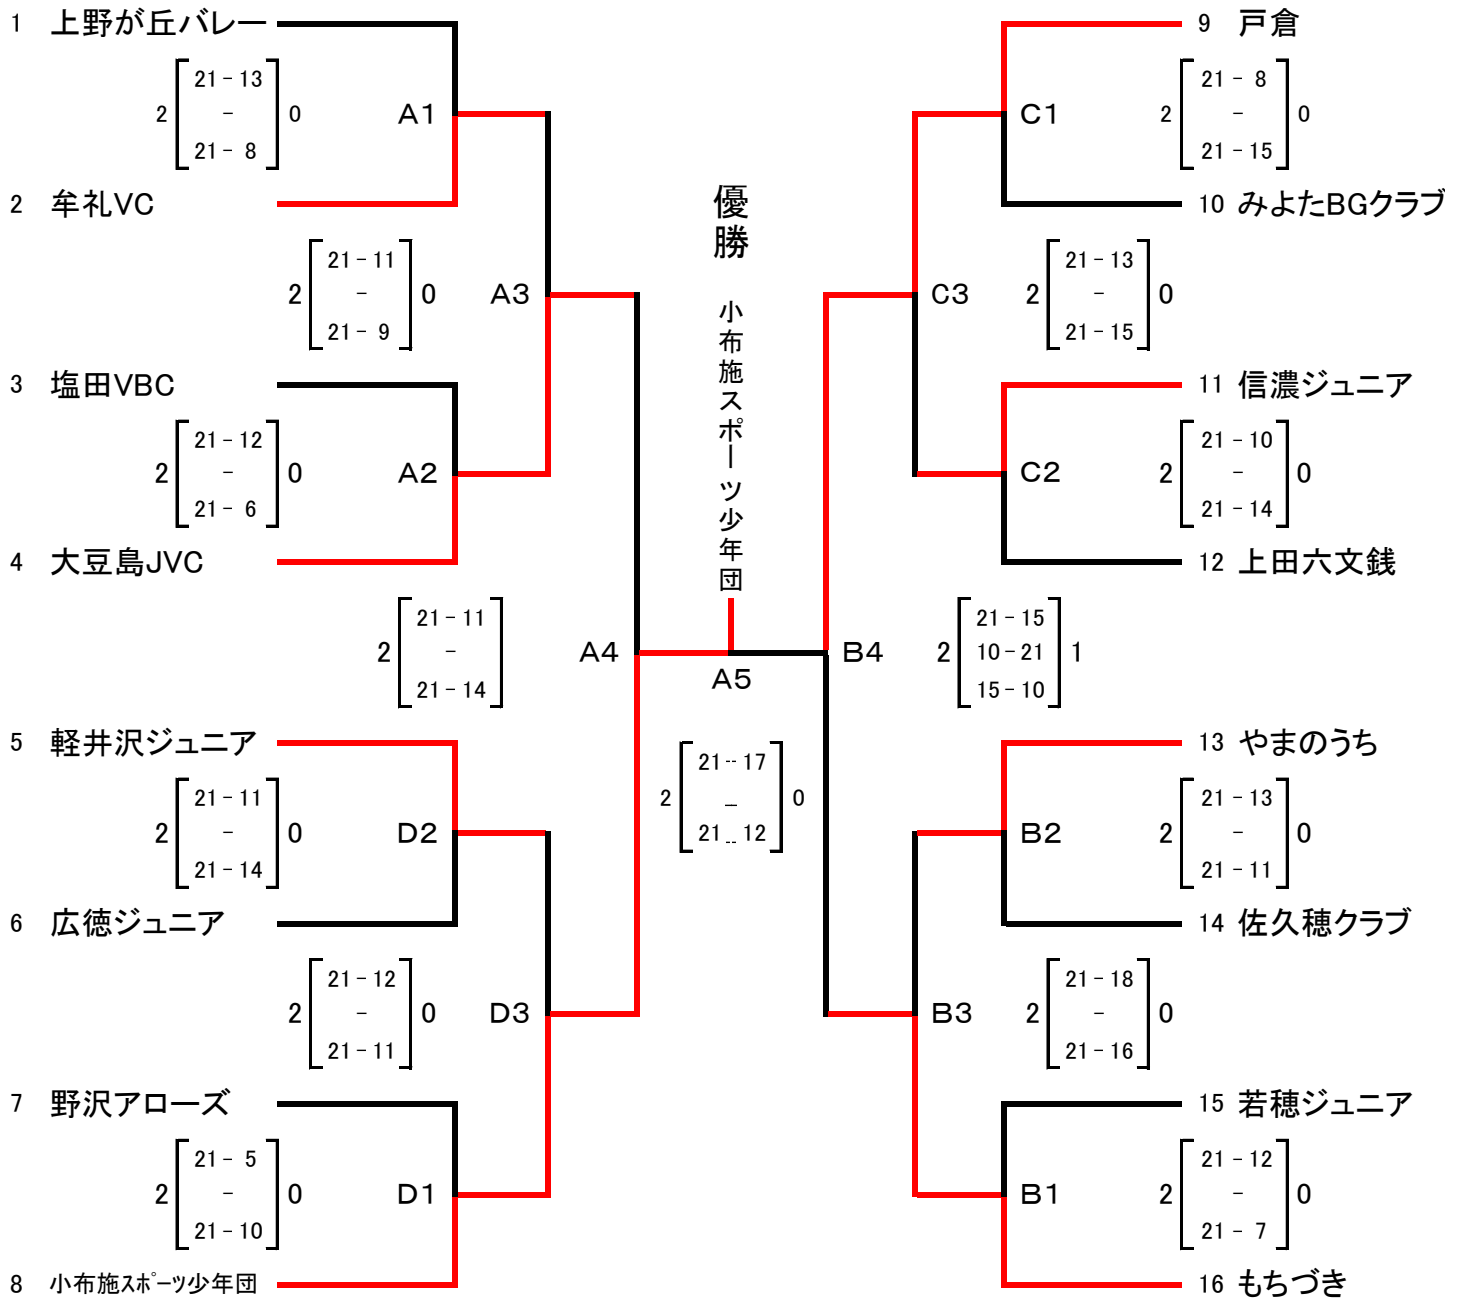 1 上野が丘バレー
21 - 13
2 - 0 A1
21 - 8
2 牟礼VC
21 - 11
2 - 0 A3
21 - 9
3 塩田VBC
21 - 12
2 - 0 A2
21 - 6
4 大豆島JVC
21 - 11
2 - A4
21 - 14
5 軽井沢ジュニア
21 - 11
2 - 0 D2
21 - 14
6 広徳ジュニア
21 - 12
2 - 0 D3
21 - 11
7 野沢アローズ
21 - 5
2 - 0 D1
21 - 10
8 小布施スポーツ少年団
優勝
小布施スポーツ少年団
A5
21 -- 17
2 - 0
21 -- 12
9 戸倉
21 - 8
C1 2 - 0
21 - 15
10 みよたBGクラブ
21 - 13
C3 2 - 0
21 - 15
11 信濃ジュニア
21 - 10
C2 2 - 0
21 - 14
12 上田六文銭
21 - 15
B4 2 10 - 21 1
15 - 10
13 やまのうち
21 - 13
B2 2 - 0
21 - 11
14 佐久穂クラブ
21 - 18
B3 2 - 0
21 - 16
15 若穂ジュニア
21 - 12
B1 2 - 0
21 - 7
16 もちづき